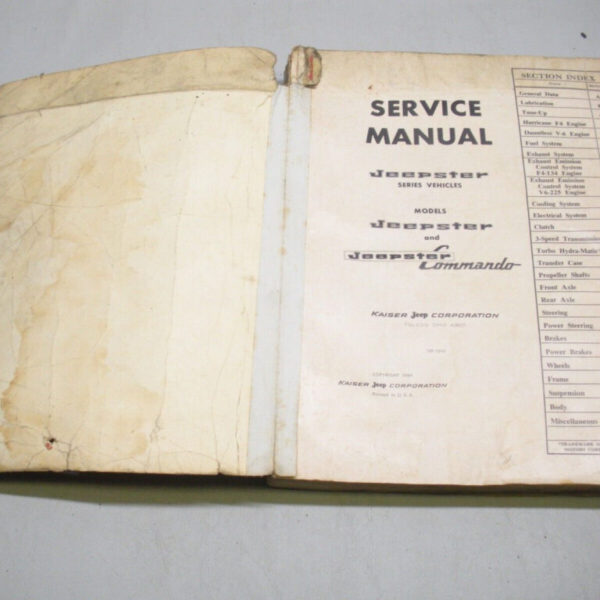 SERVICE
MANUAL
Jeepster
SERIES VEHICLES
MODELS
Jeepster
and
Jeepster Commando
KAISER Jeep CORPORATION
COPYRIGHT
KAISER Jeep CORPORATION
Printed in U.S.A.
SECTION INDEX
General Data
Lubrication
Tune-Up
Hurricane F4 Engine
Dauntless V-6 Engine
Fuel System
Exhaust System
Exhaust Emission
Control System
F4-134 Engine
Exhaust Emission
Control System
V6-225 Engine
Cooling System
Electrical System
Clutch
3-Speed Transmission
Turbo Hydra-Matic
Transfer Case
Propeller Shafts
Front Axle
Rear Axle
Steering
Power Steering
Brakes
Power Brakes
Wheels
Frame
Suspension
Body
Miscellaneous